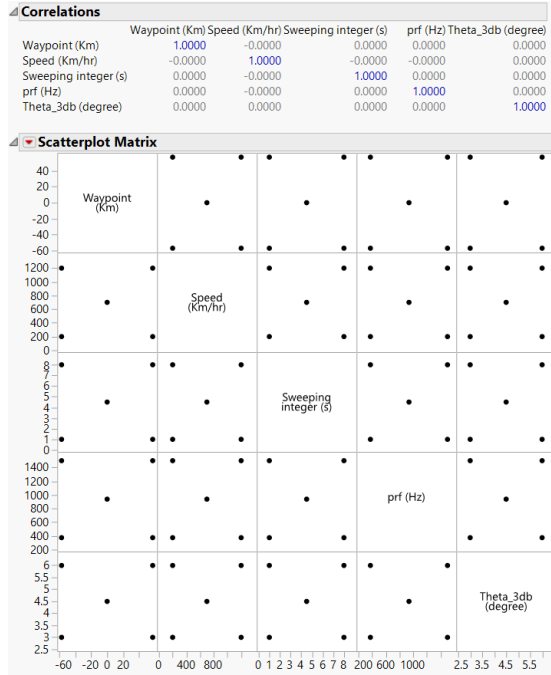 Correlations
Waypoint (Km) Speed (Km/hr) Sweeping integer (s) prf (Hz) Theta_3db (degree)
Waypoint (Km) 1.0000 -0.0000 0.0000 0.0000 0.0000
Speed (Km/hr) -0.0000 1.0000 -0.0000 -0.0000 -0.0000
Sweeping integer (s) 0.0000 -0.0000 1.0000 0.0000 0.0000
prf (Hz) 0.0000 -0.0000 0.0000 1.0000 0.0000
Theta_3db (degree) 0.0000 -0.0000 0.0000 0.0000 1.0000
Scatterplot Matrix
40
20
0
-20
-40
-60
Waypoint
(Km)
1200
1000
800
600
400
200
0
Speed
(Km/hr)
8
7
6
5
4
3
2
1
0
Sweeping
integer (s)
1400
1200
1000
800
600
400
200
prf (Hz)
6
5.5
5
4.5
4
3.5
3
2.5
Theta_3db
(degree)
-60 -20 0 20 0 400 800 0 1 2 3 4 5 6 7 8 200 600 1000 2.5 3.5 4.5 5.5